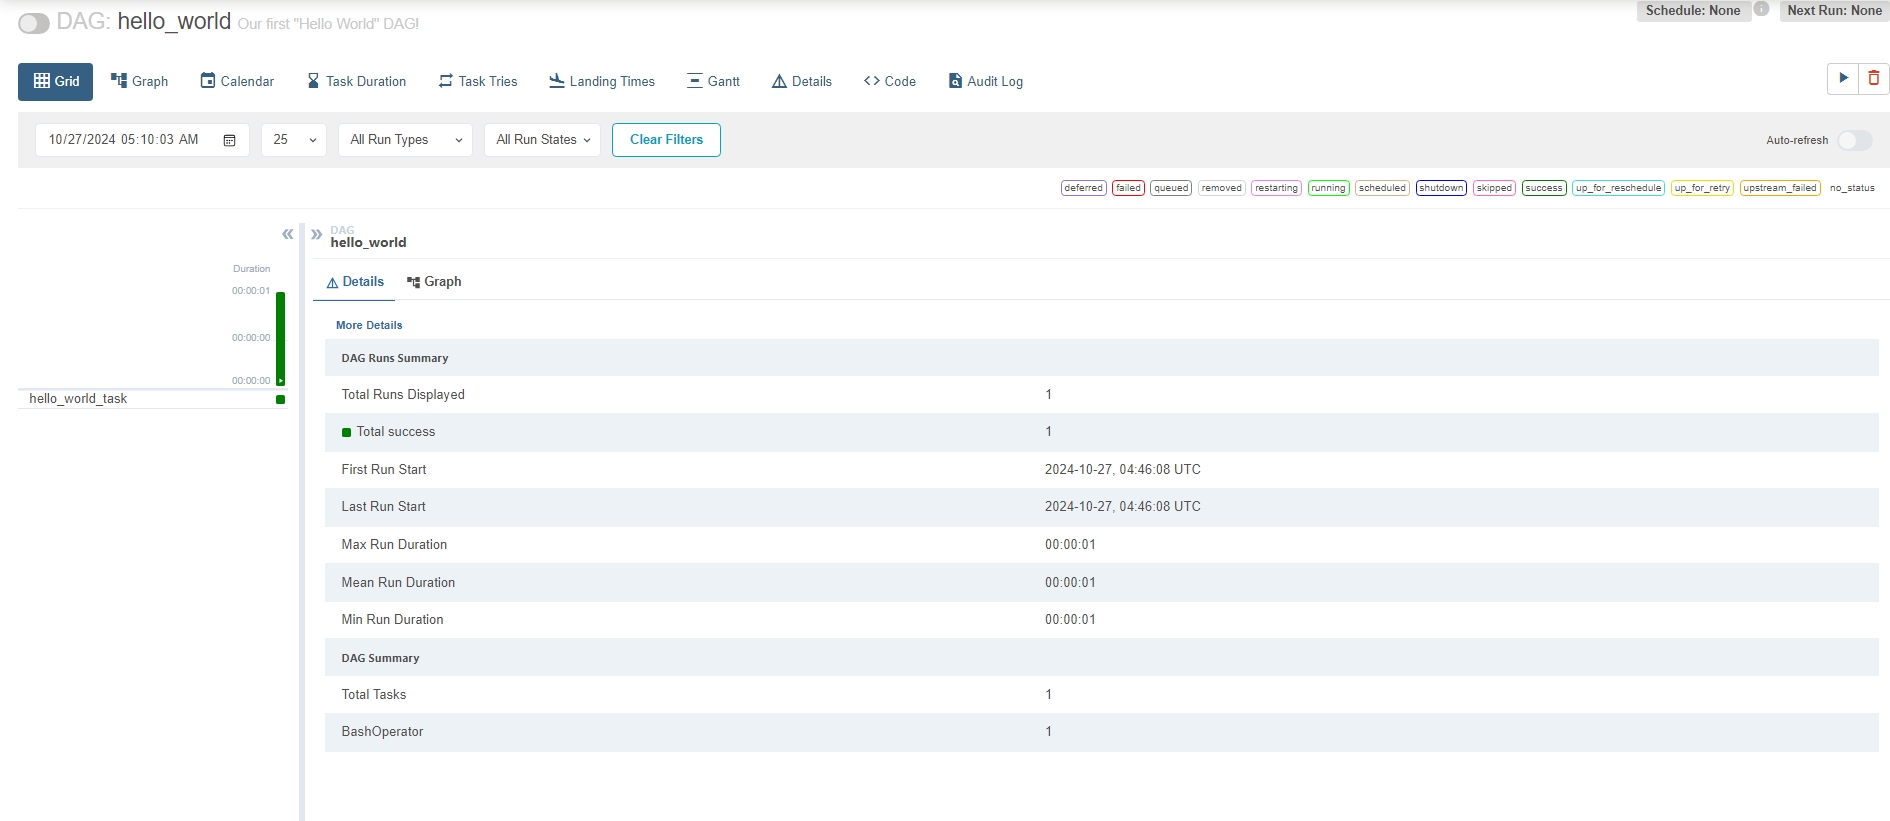 Schedule: None i Next Run: None
DAG: hello_world Our first "Hello World" DAG!
Grid Graph Calendar Task Duration Task Tries Landing Times Gantt Details <> Code Audit Log
10/27/2024 05:10:03 AM 25 All Run Types All Run States Clear Filters Auto-refresh
deferred failed queued removed restarting running scheduled shutdown skipped success up_for_reschedule up_for_retry upstream_failed no_status
« » DAG
hello_world
Duration
00:00:01
00:00:00
00:00:00
hello_world_task
Details Graph
More Details
DAG Runs Summary
Total Runs Displayed 1
Total success 1
First Run Start 2024-10-27, 04:46:08 UTC
Last Run Start 2024-10-27, 04:46:08 UTC
Max Run Duration 00:00:01
Mean Run Duration 00:00:01
Min Run Duration 00:00:01
DAG Summary
Total Tasks 1
BashOperator 1